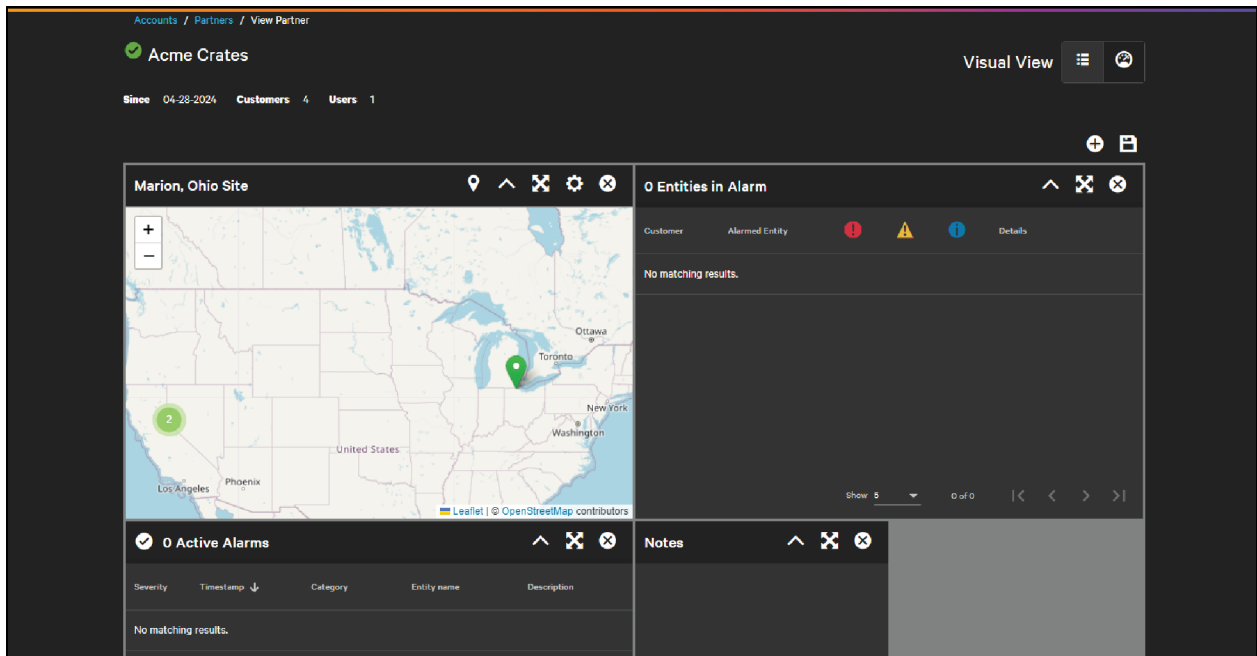 Accounts / Partners / View Partner
Acme Crates
Visual View
Since 04-28-2024 Customers 4 Users 1
Marion, Ohio Site
+
−
Ottawa
Toronto
New York
Washington
2
United States
Los Angeles
Phoenix
Leaflet | © OpenStreetMap contributors
0 Entities in Alarm
Customer Alarmed Entity Details
No matching results.
Show 5 0 of 0
0 Active Alarms
Severity Timestamp Category Entity name Description
No matching results.
Notes